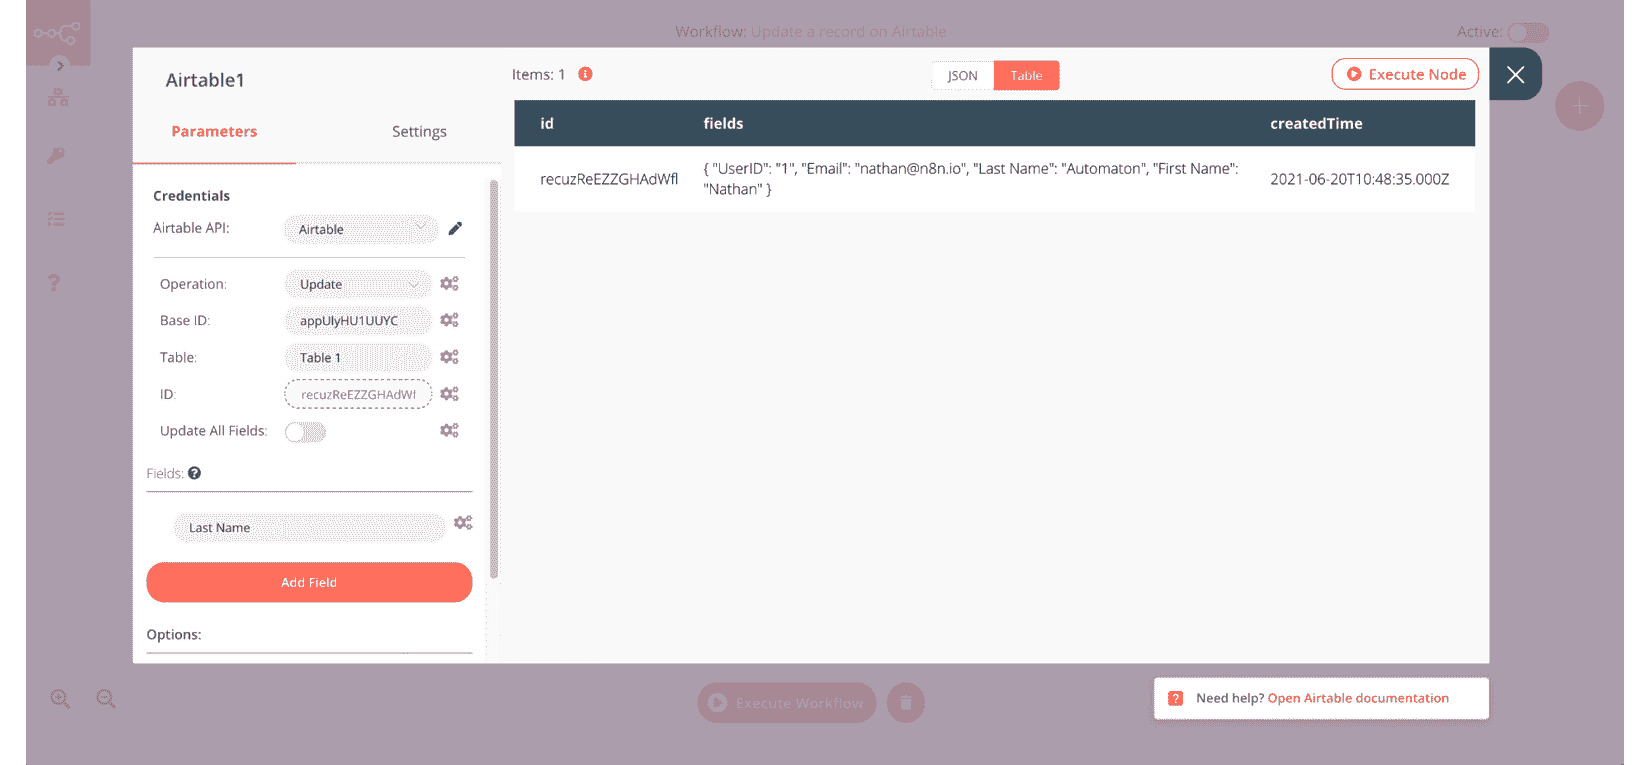 Workflow: Update a record on Airtable
Active:
Airtable1
Parameters
Settings
Credentials
Airtable API:
Airtable
Operation:
Update
Base ID:
appUlyHU1UUYC
Table:
Table 1
ID:
recuzReEZZGHAdWf
Update All Fields:
Fields: ?
Last Name
Add Field
Options:
Items: 1 i
JSON
Table
Execute Node
id
fields
createdTime
recuzReEZZGHAdWfl
{ "UserID": "1", "Email": "nathan@n8n.io", "Last Name": "Automaton", "First Name":
"Nathan" }
2021-06-20T10:48:35.000Z
?
Execute Workflow
? Need help? Open Airtable documentation